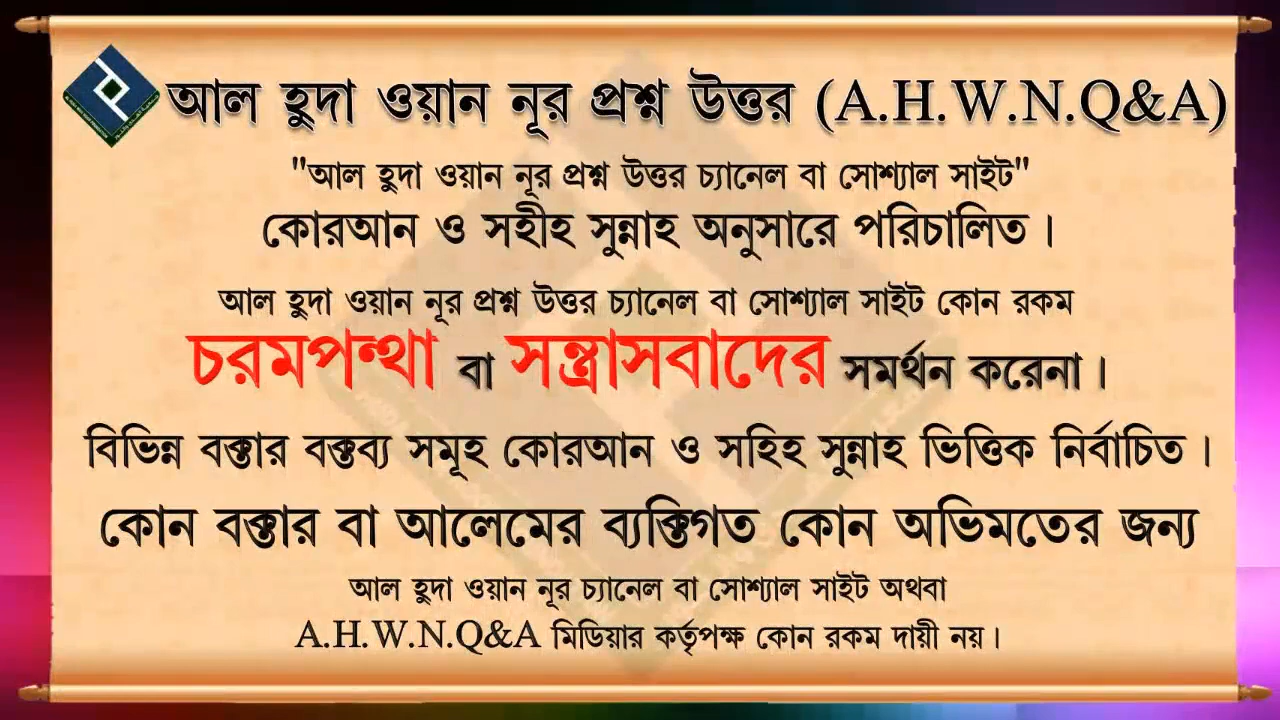 আল হুদা ওয়ান নূর প্রশ্ন উত্তর (A.H.W.N.Q&A)
"আল হুদা ওয়ান নূর প্রশ্ন উত্তর চ্যানেল বা সোশ্যাল সাইট"
কোরআন ও সহীহ সুন্নাহ অনুসারে পরিচালিত।
আল হুদা ওয়ান নূর প্রশ্ন উত্তর চ্যানেল বা সোশ্যাল সাইট কোন রকম
চরমপন্থা বা সন্ত্রাসবাদের সমর্থন করেনা।
বিভিন্ন বক্তার বক্তব্য সমূহ কোরআন ও সহিহ সুন্নাহ ভিত্তিক নির্বাচিত।
কোন বক্তার বা আলেমের ব্যক্তিগত কোন অভিমতের জন্য
আল হুদা ওয়ান নূর চ্যানেল বা সোশ্যাল সাইট অথবা
A.H.W.N.Q&A মিডিয়ার কর্তৃপক্ষ কোন রকম দায়ী নয়।